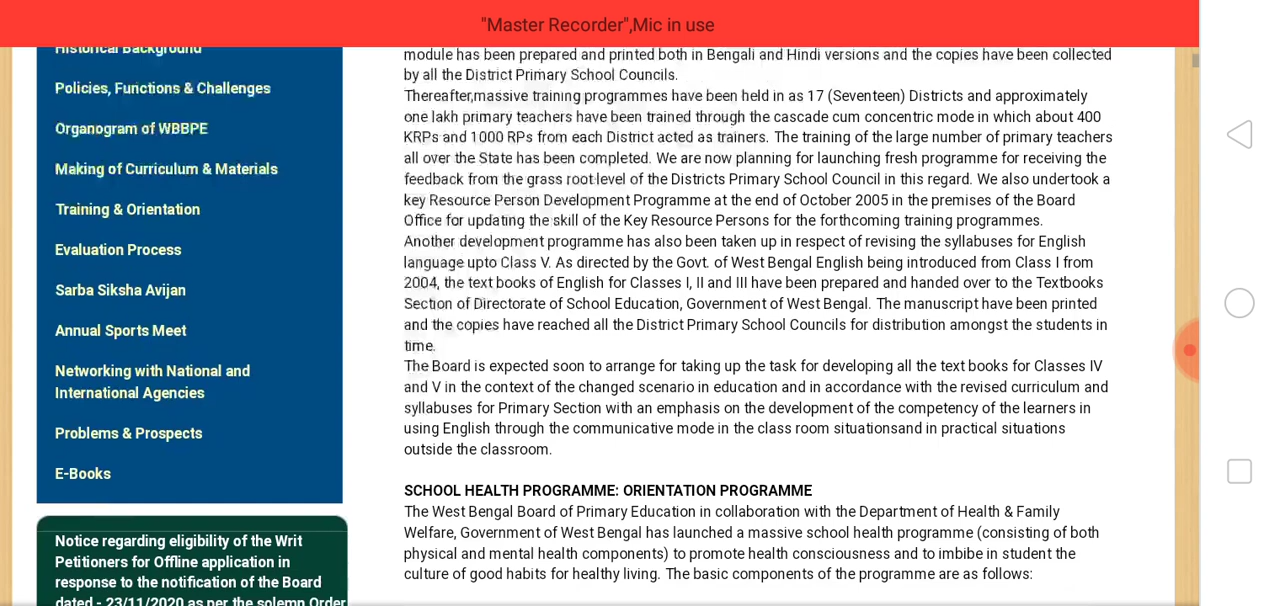 "Master Recorder",Mic in use
Historical Background
Policies, Functions & Challenges
Organogram of WBBPE
Making of Curriculum & Materials
Training & Orientation
Evaluation Process
Sarba Siksha Avijan
Annual Sports Meet
Networking with National and
International Agencies
Problems & Prospects
E-Books
Notice regarding eligibility of the Writ
Petitioners for Offline application in
response to the notification of the Board
dated - 23/11/2020 as per the solemn Order
module has been prepared and printed both in Bengali and Hindi versions and the copies have been collected
by all the District Primary School Councils.
Thereafter,massive training programmes have been held in as 17 (Seventeen) Districts and approximately
one lakh primary teachers have been trained through the cascade cum concentric mode in which about 400
KRPs and 1000 RPs from each District acted as trainers. The training of the large number of primary teachers
all over the State has been completed. We are now planning for launching fresh programme for receiving the
feedback from the grass root level of the Districts Primary School Council in this regard. We also undertook a
key Resource Person Development Programme at the end of October 2005 in the premises of the Board
Office for updating the skill of the Key Resource Persons for the forthcoming training programmes.
Another development programme has also been taken up in respect of revising the syllabuses for English
language upto Class V. As directed by the Govt. of West Bengal English being introduced from Class I from
2004, the text books of English for Classes I, II and III have been prepared and handed over to the Textbooks
Section of Directorate of School Education, Government of West Bengal. The manuscript have been printed
and the copies have reached all the District Primary School Councils for distribution amongst the students in
time.
The Board is expected soon to arrange for taking up the task for developing all the text books for Classes IV
and V in the context of the changed scenario in education and in accordance with the revised curriculum and
syllabuses for Primary Section with an emphasis on the development of the competency of the learners in
using English through the communicative mode in the class room situationsand in practical situations
outside the classroom.
SCHOOL HEALTH PROGRAMME: ORIENTATION PROGRAMME
The West Bengal Board of Primary Education in collaboration with the Department of Health & Family
Welfare, Government of West Bengal has launched a massive school health programme (consisting of both
physical and mental health components) to promote health consciousness and to imbibe in student the
culture of good habits for healthy living. The basic components of the programme are as follows: